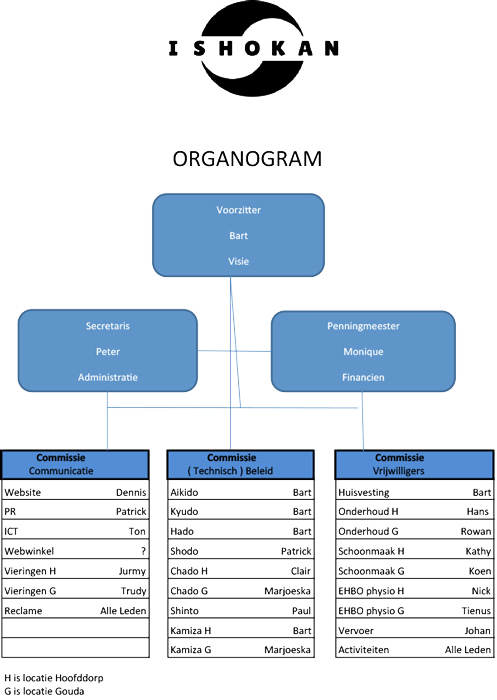 ISHOKAN
ORGANOGRAM
Voorzitter
Bart
Visie
Secretaris
Peter
Administratie
Penningmeester
Monique
Financien
Commissie
Communicatie
Website Dennis
PR Patrick
ICT Ton
Webwinkel ?
Vieringen H Jurmy
Vieringen G Trudy
Reclame Alle Leden
Commissie
( Technisch ) Beleid
Aikido Bart
Kyudo Bart
Hado Bart
Shodo Patrick
Chado H Clair
Chado G Marjoeska
Shinto Paul
Kamiza H Bart
Kamiza G Marjoeska
Commissie
Vrijwilligers
Huisvesting Bart
Onderhoud H Hans
Onderhoud G Rowan
Schoonmaak H Kathy
Schoonmaak G Koen
EHBO physio H Nick
EHBO physio G Tienus
Vervoer Johan
Activiteiten Alle Leden
H is locatie Hoofddorp
G is locatie Gouda